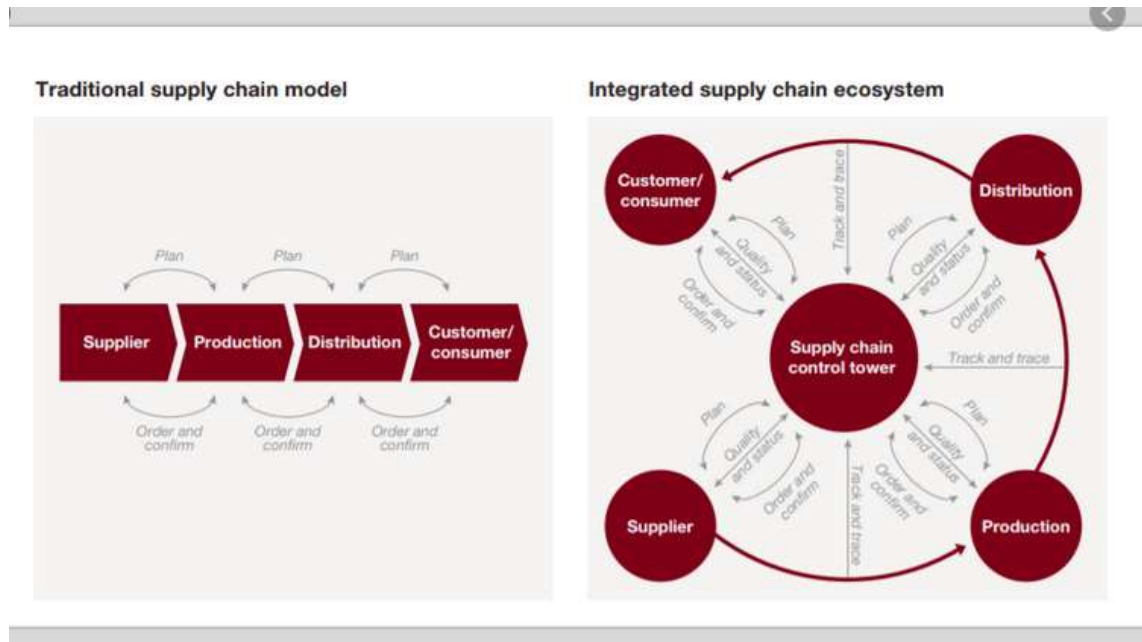 Traditional supply chain model
Plan
Plan
Plan
Supplier
Production
Distribution
Customer/
consumer
Order and
confirm
Order and
confirm
Order and
confirm
Integrated supply chain ecosystem
Customer/
consumer
Distribution
Track and trace
Plan
Quality
and status
Order and
confirm
Plan
Quality
and status
Order and
confirm
Supply chain
control tower
Track and trace
Plan
Quality
and status
Order and
confirm
Track and trace
Plan
Quality
and status
Order and
confirm
Supplier
Production